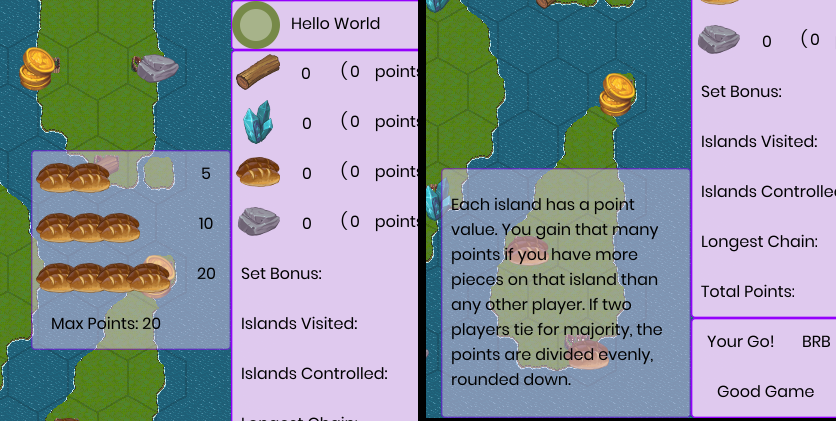 Hello World
0 (0 points
0 (0 points
0 (0 points
0 (0 points
Set Bonus:
Islands Visited:
Islands Controlled:
Longest Chain:
5
10
20
Max Points: 20
0 (0
Set Bonus:
Islands Visited:
Islands Controlled
Longest Chain:
Total Points:
Each island has a point
value. You gain that many
points if you have more
pieces on that island than
any other player. If two
players tie for majority, the
points are divided evenly,
rounded down.
Your Go! BRB
Good Game